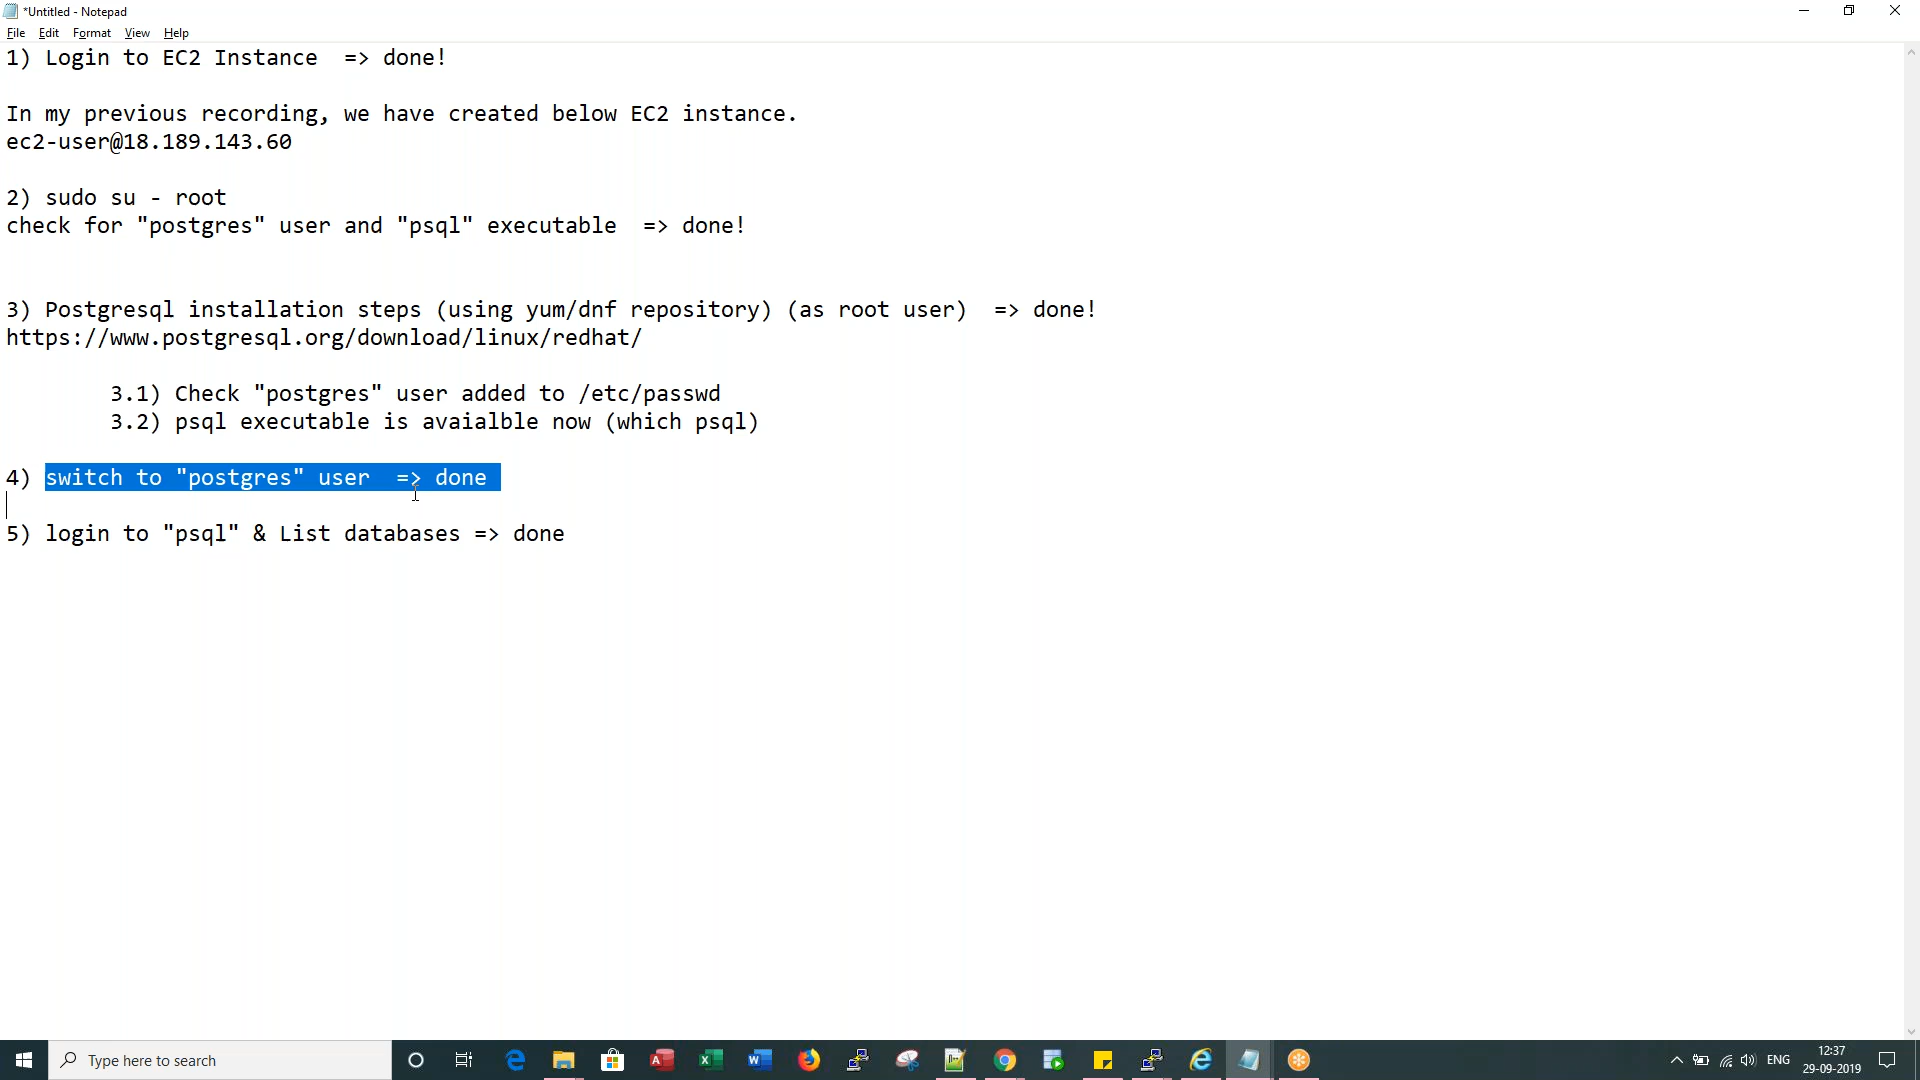 *Untitled - Notepad
File Edit Format View Help
1) Login to EC2 Instance  => done!
In my previous recording, we have created below EC2 instance.
ec2-user@18.189.143.60
2) sudo su - root
check for "postgres" user and "psql" executable  => done!
3) Postgresql installation steps (using yum/dnf repository) (as root user)  => done!
https://www.postgresql.org/download/linux/redhat/
3.1) Check "postgres" user added to /etc/passwd
3.2) psql executable is avaialble now (which psql)
4) switch to "postgres" user  => done
5) login to "psql" & List databases => done
Type here to search
ENG
12:37
29-09-2019